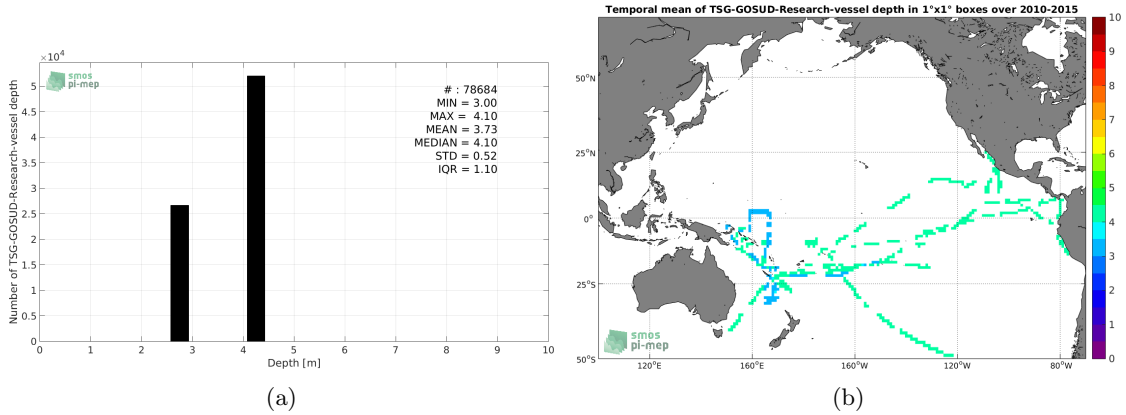 ×10⁴
Number of TSG-GOSUD-Research-vessel depth
5
4.5
4
3.5
3
2.5
2
1.5
1
0.5
0
smos
pi-mep
# : 78684
MIN = 3.00
MAX = 4.10
MEAN = 3.73
MEDIAN = 4.10
STD = 0.52
IQR = 1.10
0 1 2 3 4 5 6 7 8 9 10
Depth [m]
(a)
Temporal mean of TSG-GOSUD-Research-vessel depth in 1°x1° boxes over 2010-2015
50°N
25°N
0°
25°S
50°S
smos
pi-mep
120°E 160°E 160°W 120°W 80°W
10
9
8
7
6
5
4
3
2
1
0
(b)